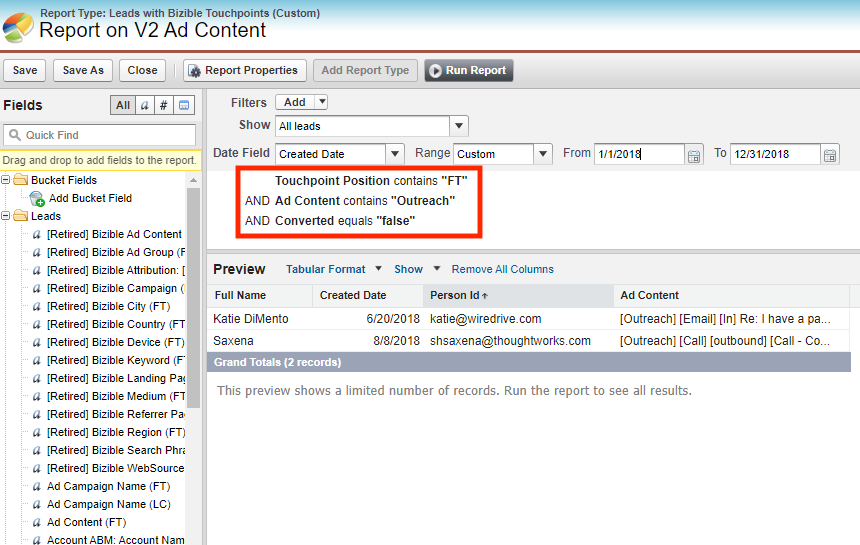 Report Type: Leads with Bizible Touchpoints (Custom)
Report on V2 Ad Content
Save Save As Close Report Properties Add Report Type Run Report
Fields All a #
Quick Find
Drag and drop to add fields to the report.
Bucket Fields
Add Bucket Field
Leads
a [Retired] Bizible Ad Content
a [Retired] Bizible Ad Group (F
a [Retired] Bizible Attribution: [
a [Retired] Bizible Campaign (
a [Retired] Bizible City (FT)
a [Retired] Bizible Country (FT)
a [Retired] Bizible Device (FT)
a [Retired] Bizible Keyword (F
a [Retired] Bizible Landing Pag
a [Retired] Bizible Medium (FT
a [Retired] Bizible Referrer Pa
a [Retired] Bizible Region (FT)
a [Retired] Bizible Search Phra
a [Retired] Bizible WebSource
a Ad Campaign Name (FT)
a Ad Campaign Name (LC)
a Ad Content (FT)
a Account ABM: Account Nam
Filters Add
Show All leads
Date Field Created Date Range Custom From 1/1/2018 To 12/31/2018
Touchpoint Position contains "FT"
AND Ad Content contains "Outreach"
AND Converted equals "false"
Preview Tabular Format Show Remove All Columns
Full Name Created Date Person Id↑ Ad Content
Katie DiMento 6/20/2018 katie@wiredrive.com [Outreach] [Email] [In] Re: I have a pa...
Saxena 8/8/2018 shsaxena@thoughtworks.com [Outreach] [Call] [outbound] [Call - Co...
Grand Totals (2 records)
This preview shows a limited number of records. Run the report to see all results.